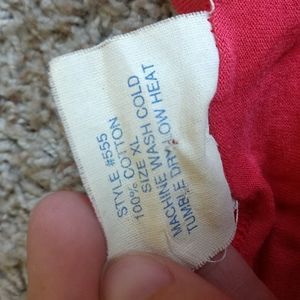 STYLE #555
100% COTTON
SIZE XL
MACHINE WASH COLD
TUMBLE DRY LOW HEAT